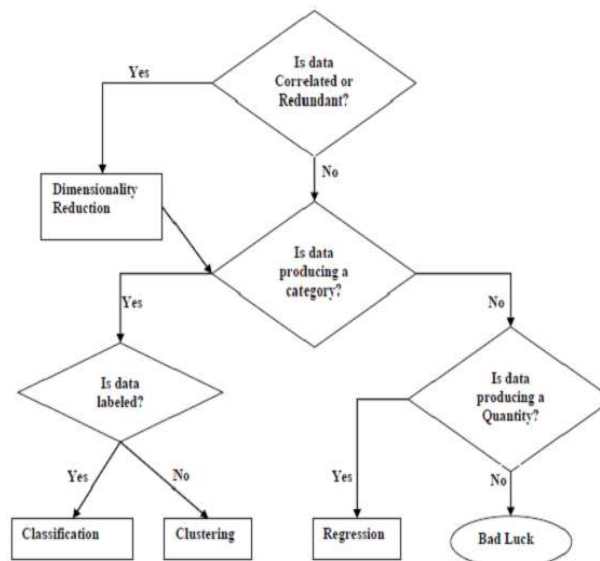 Is data
Correlated or
Redundant?
Yes
No
Dimensionality
Reduction
Is data
producing a
category?
Yes
No
Is data
labeled?
Is data
producing a
Quantity?
Yes
No
Yes
No
Classification
Clustering
Regression
Bad Luck